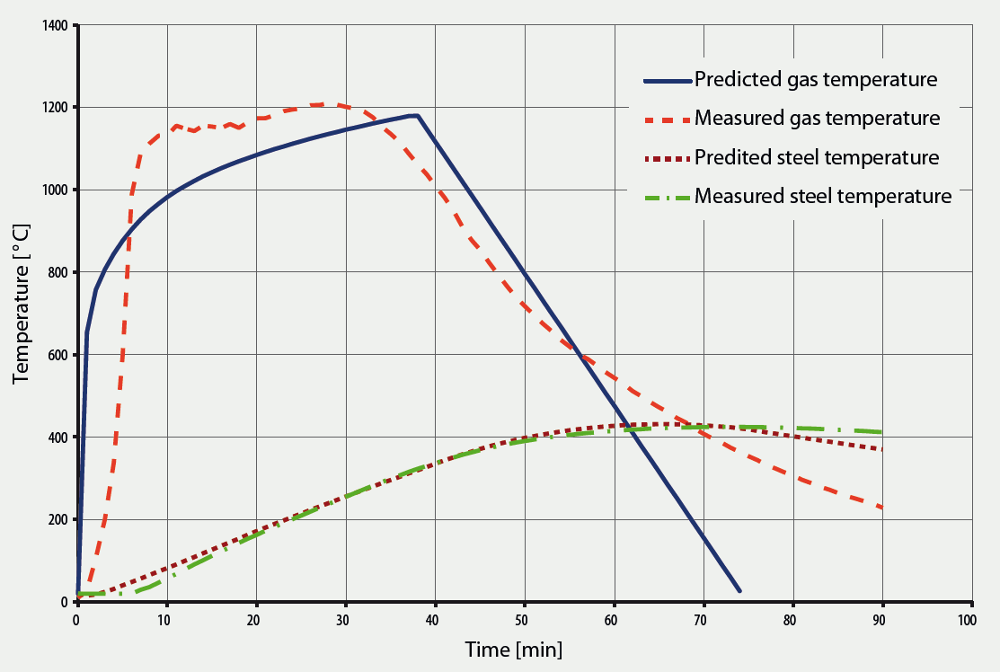 1400
1200
1000
800
600
400
200
0
Temperature [°C]
Predicted gas temperature
Measured gas temperature
Predited steel temperature
Measured steel temperature
0 10 20 30 40 50 60 70 80 90 100
Time [min]